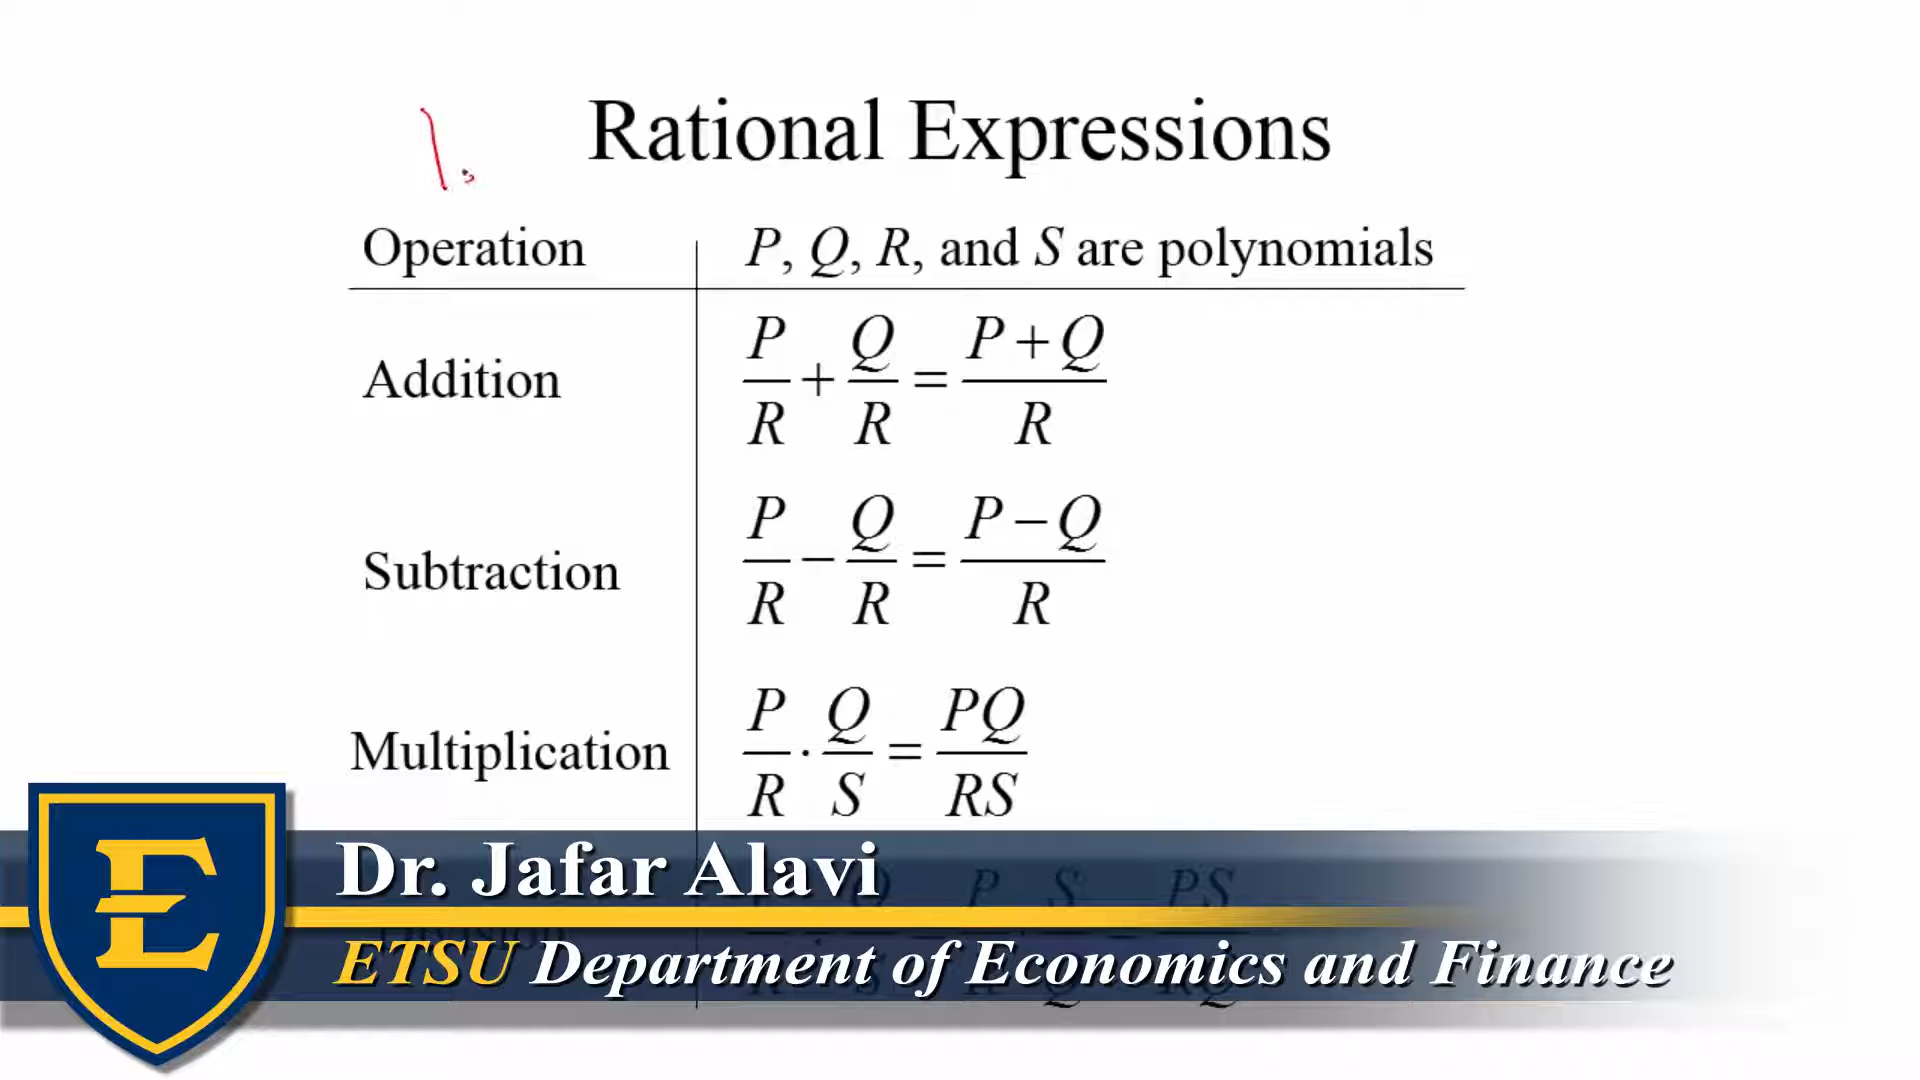 1.
Rational Expressions
Operation P, Q, R, and S are polynomials
Addition P/R + Q/R = (P+Q)/R
Subtraction P/R − Q/R = (P−Q)/R
Multiplication P/R · Q/S = PQ/RS
Dr. Jafar Alavi
Division
ETSU Department of Economics and Finance
E